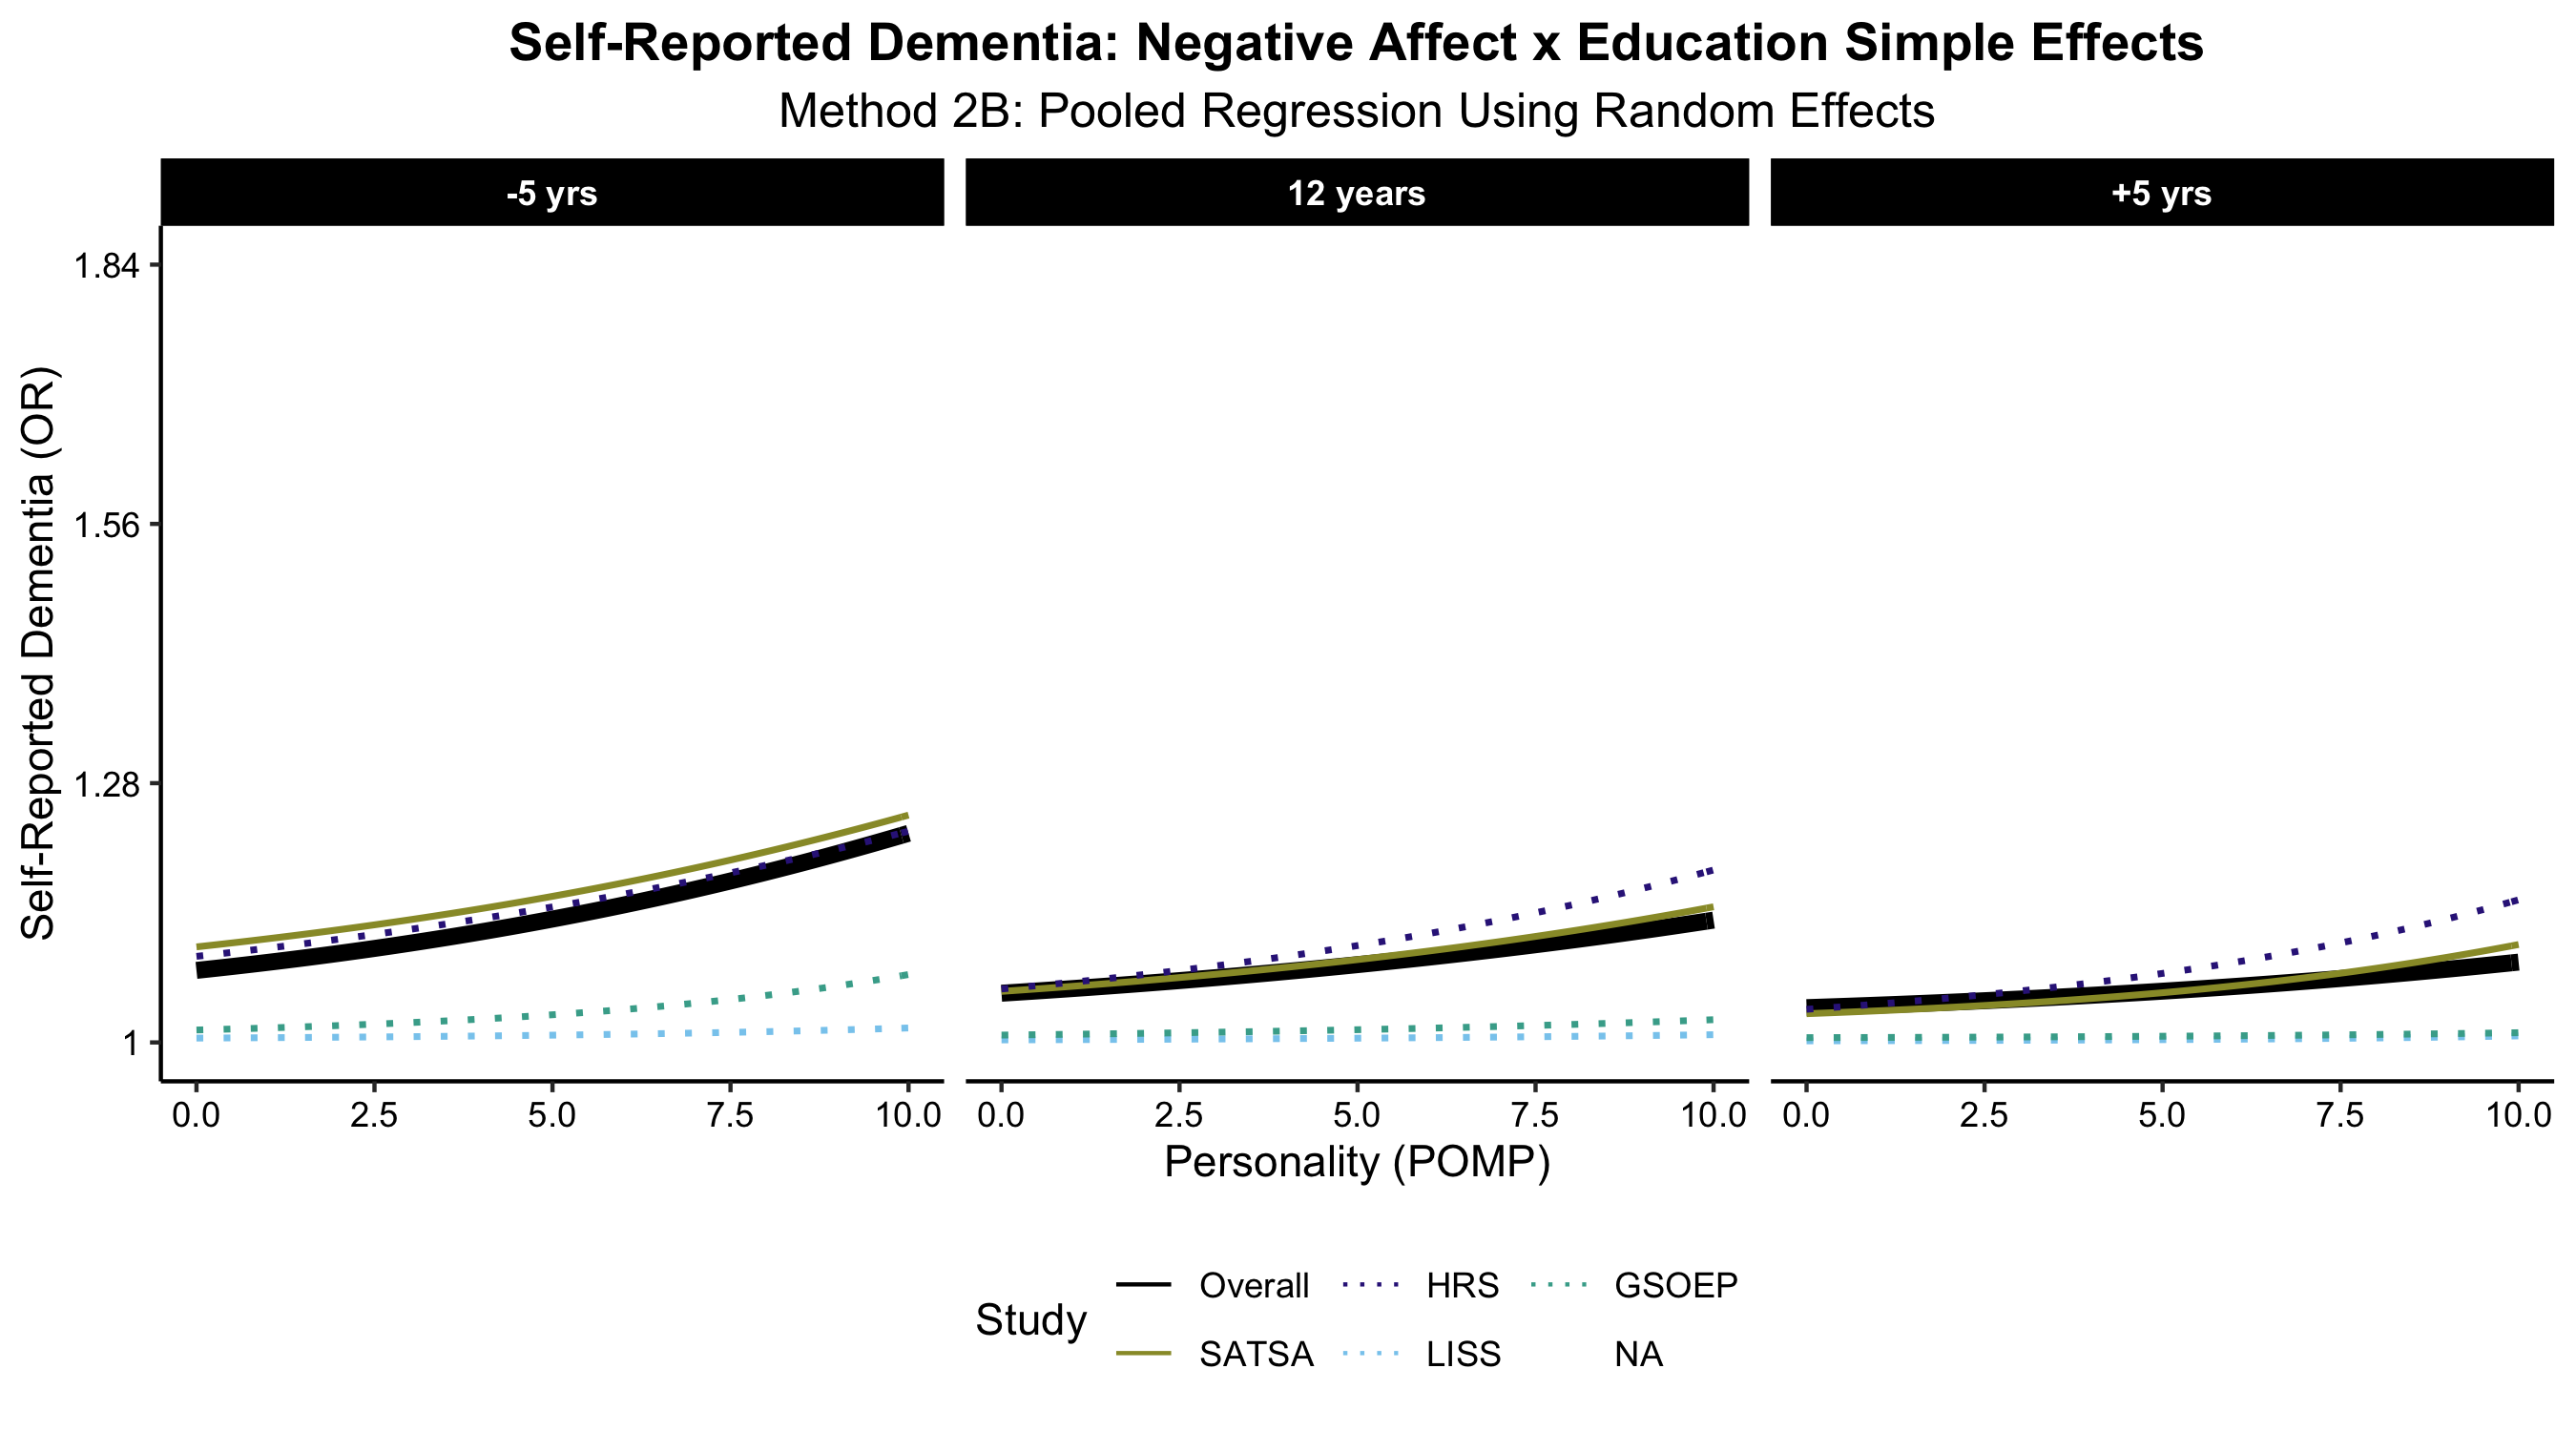 Self-Reported Dementia: Negative Affect x Education Simple Effects
Method 2B: Pooled Regression Using Random Effects
-5 yrs
12 years
+5 yrs
Self-Reported Dementia (OR)
1.84
1.56
1.28
1
0.0 2.5 5.0 7.5 10.0
0.0 2.5 5.0 7.5 10.0
0.0 2.5 5.0 7.5 10.0
Personality (POMP)
Study
Overall HRS GSOEP
SATSA LISS NA